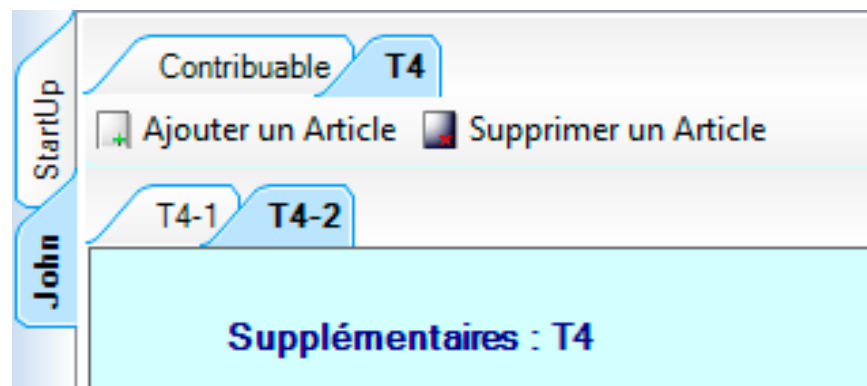 StartUp
John
Contribuable T4
Ajouter un Article Supprimer un Article
T4-1 T4-2
Supplémentaires : T4